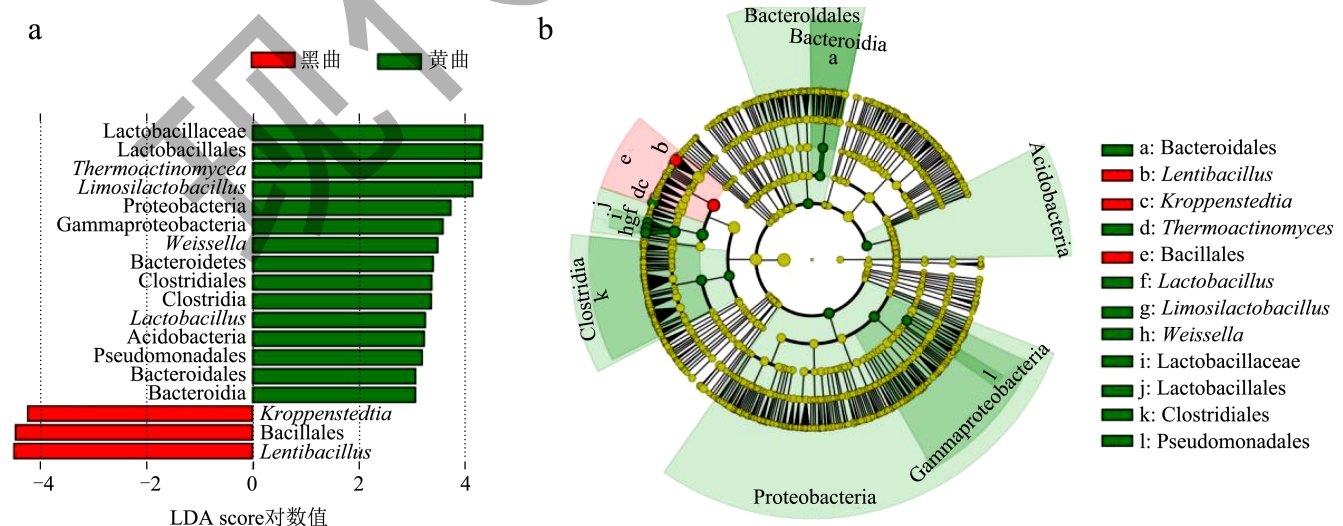 a
黑曲 黄曲
Lactobacillaceae
Lactobacillales
Thermoactinomycea
Limosilactobacillus
Proteobacteria
Gammaproteobacteria
Weissella
Bacteroidetes
Clostridiales
Clostridia
Lactobacillus
Acidobacteria
Pseudomonadales
Bacteroidales
Bacteroidia
Kroppenstedtia
Bacillales
Lentibacillus
−4 −2 0 2 4
LDA score对数值
b
Bacteroldales
Bacteroidia
a
Acidobacteria
b
e
dc
j
i
hgf
Clostridia
k
l
Gammaproteobacteria
Proteobacteria
a: Bacteroidales
b: Lentibacillus
c: Kroppenstedtia
d: Thermoactinomyces
e: Bacillales
f: Lactobacillus
g: Limosilactobacillus
h: Weissella
i: Lactobacillaceae
j: Lactobacillales
k: Clostridiales
l: Pseudomonadales